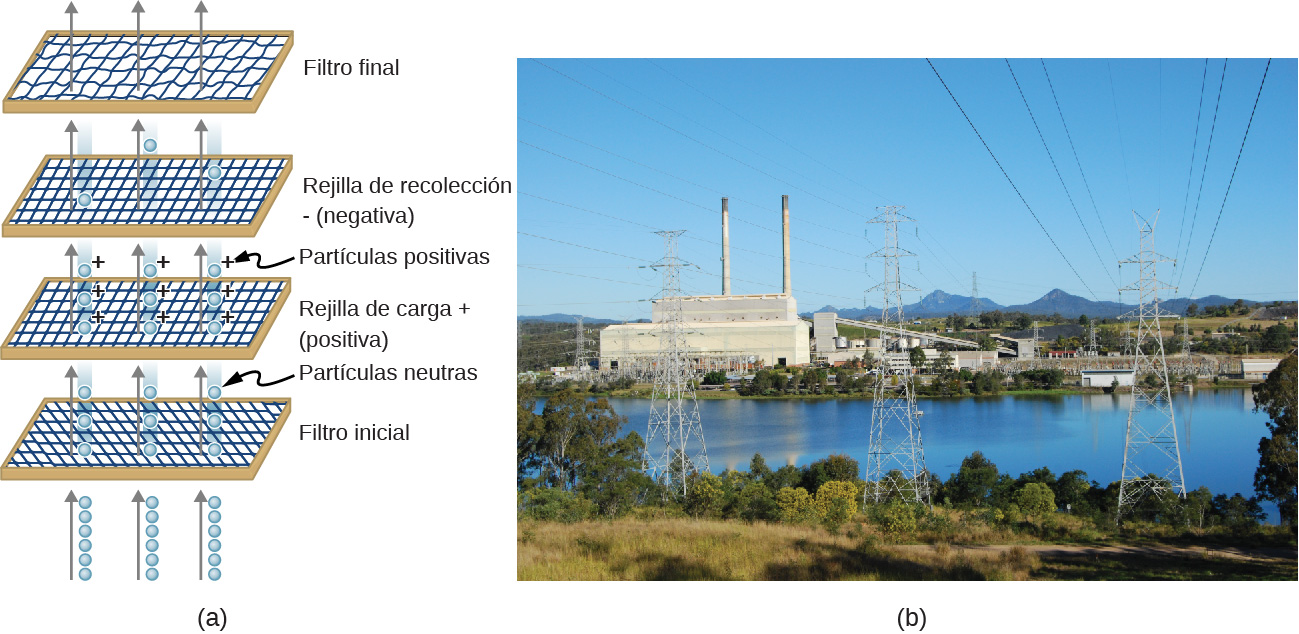 Filtro final
Rejilla de recolección
- (negativa)
+ + +
Partículas positivas
+ + +
Rejilla de carga +
(positiva)
+ + +
Partículas neutras
Filtro inicial
(a)
(b)